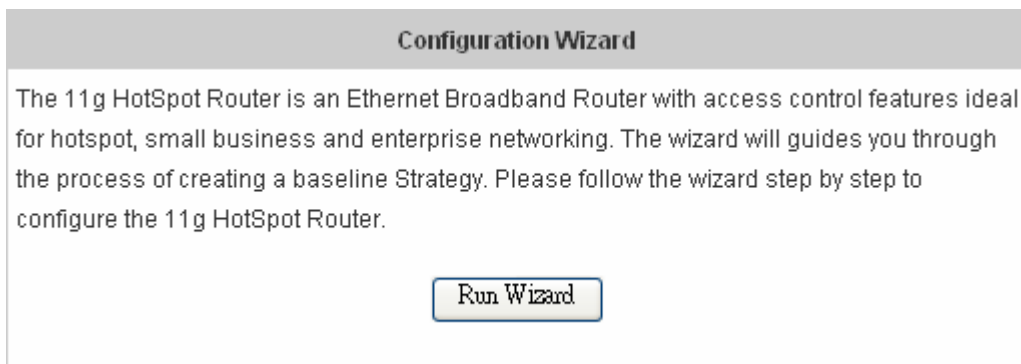 Configuration Wizard
The 11g HotSpot Router is an Ethernet Broadband Router with access control features ideal
for hotspot, small business and enterprise networking. The wizard will guides you through
the process of creating a baseline Strategy. Please follow the wizard step by step to
configure the 11g HotSpot Router.
Run Wizard